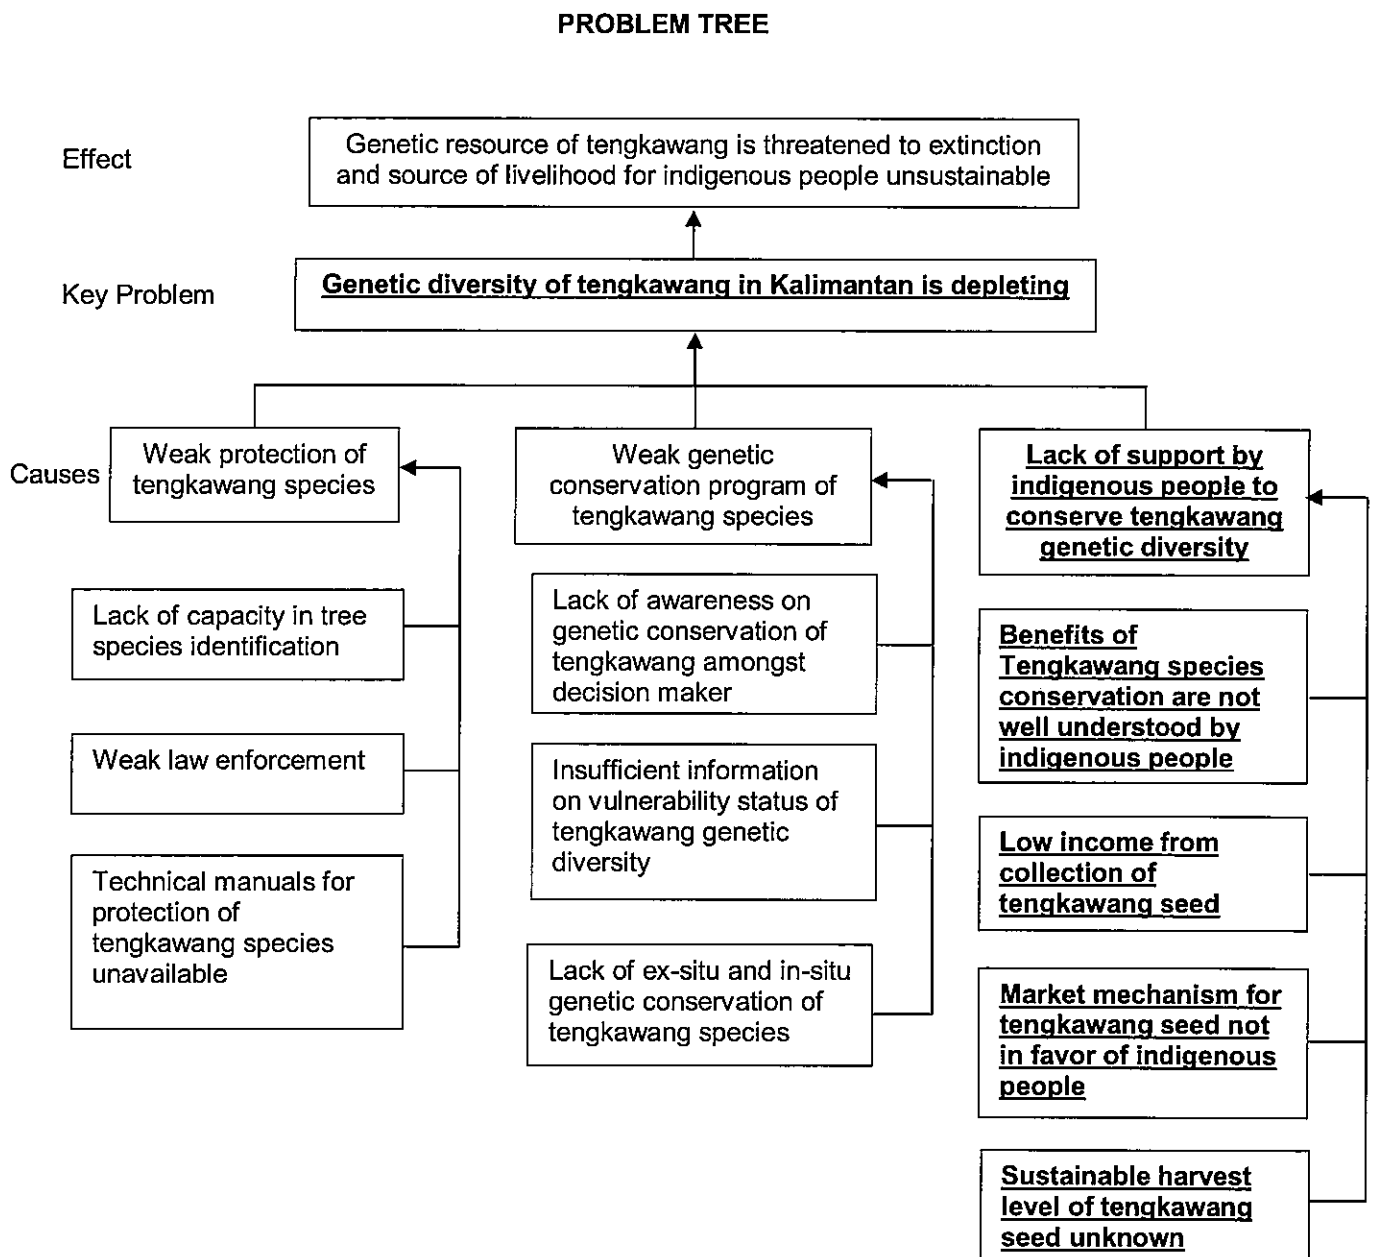 PROBLEM TREE
Effect
Genetic resource of tengkawang is threatened to extinction
and source of livelihood for indigenous people unsustainable
Key Problem
Genetic diversity of tengkawang in Kalimantan is depleting
Causes
Weak protection of
tengkawang species
Lack of capacity in tree
species identification
Weak law enforcement
Technical manuals for
protection of
tengkawang species
unavailable
Weak genetic
conservation program of
tengkawang species
Lack of awareness on
genetic conservation of
tengkawang amongst
decision maker
Insufficient information
on vulnerability status of
tengkawang genetic
diversity
Lack of ex-situ and in-situ
genetic conservation of
tengkawang species
Lack of support by
indigenous people to
conserve tengkawang
genetic diversity
Benefits of
Tengkawang species
conservation are not
well understood by
indigenous people
Low income from
collection of
tengkawang seed
Market mechanism for
tengkawang seed not
in favor of indigenous
people
Sustainable harvest
level of tengkawang
seed unknown